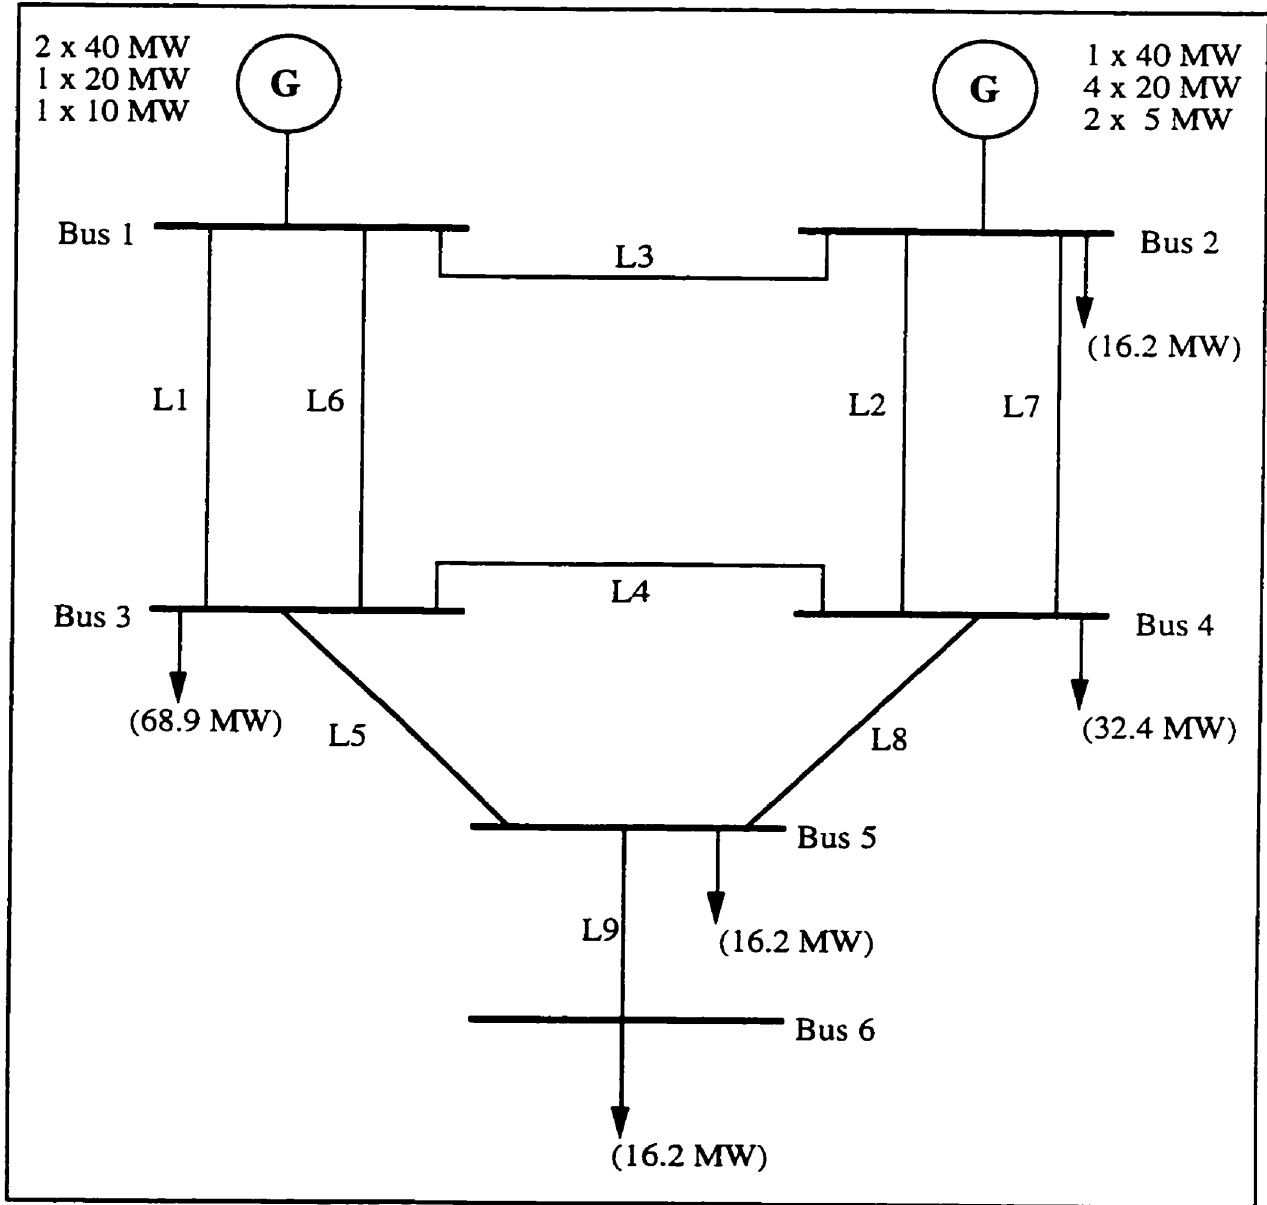 2 x 40 MW
1 x 20 MW
1 x 10 MW
G
G
1 x 40 MW
4 x 20 MW
2 x 5 MW
Bus 1
L3
Bus 2
(16.2 MW)
L1
L6
L2
L7
Bus 3
L4
Bus 4
(68.9 MW)
L5
L8
(32.4 MW)
Bus 5
L9
(16.2 MW)
Bus 6
(16.2 MW)